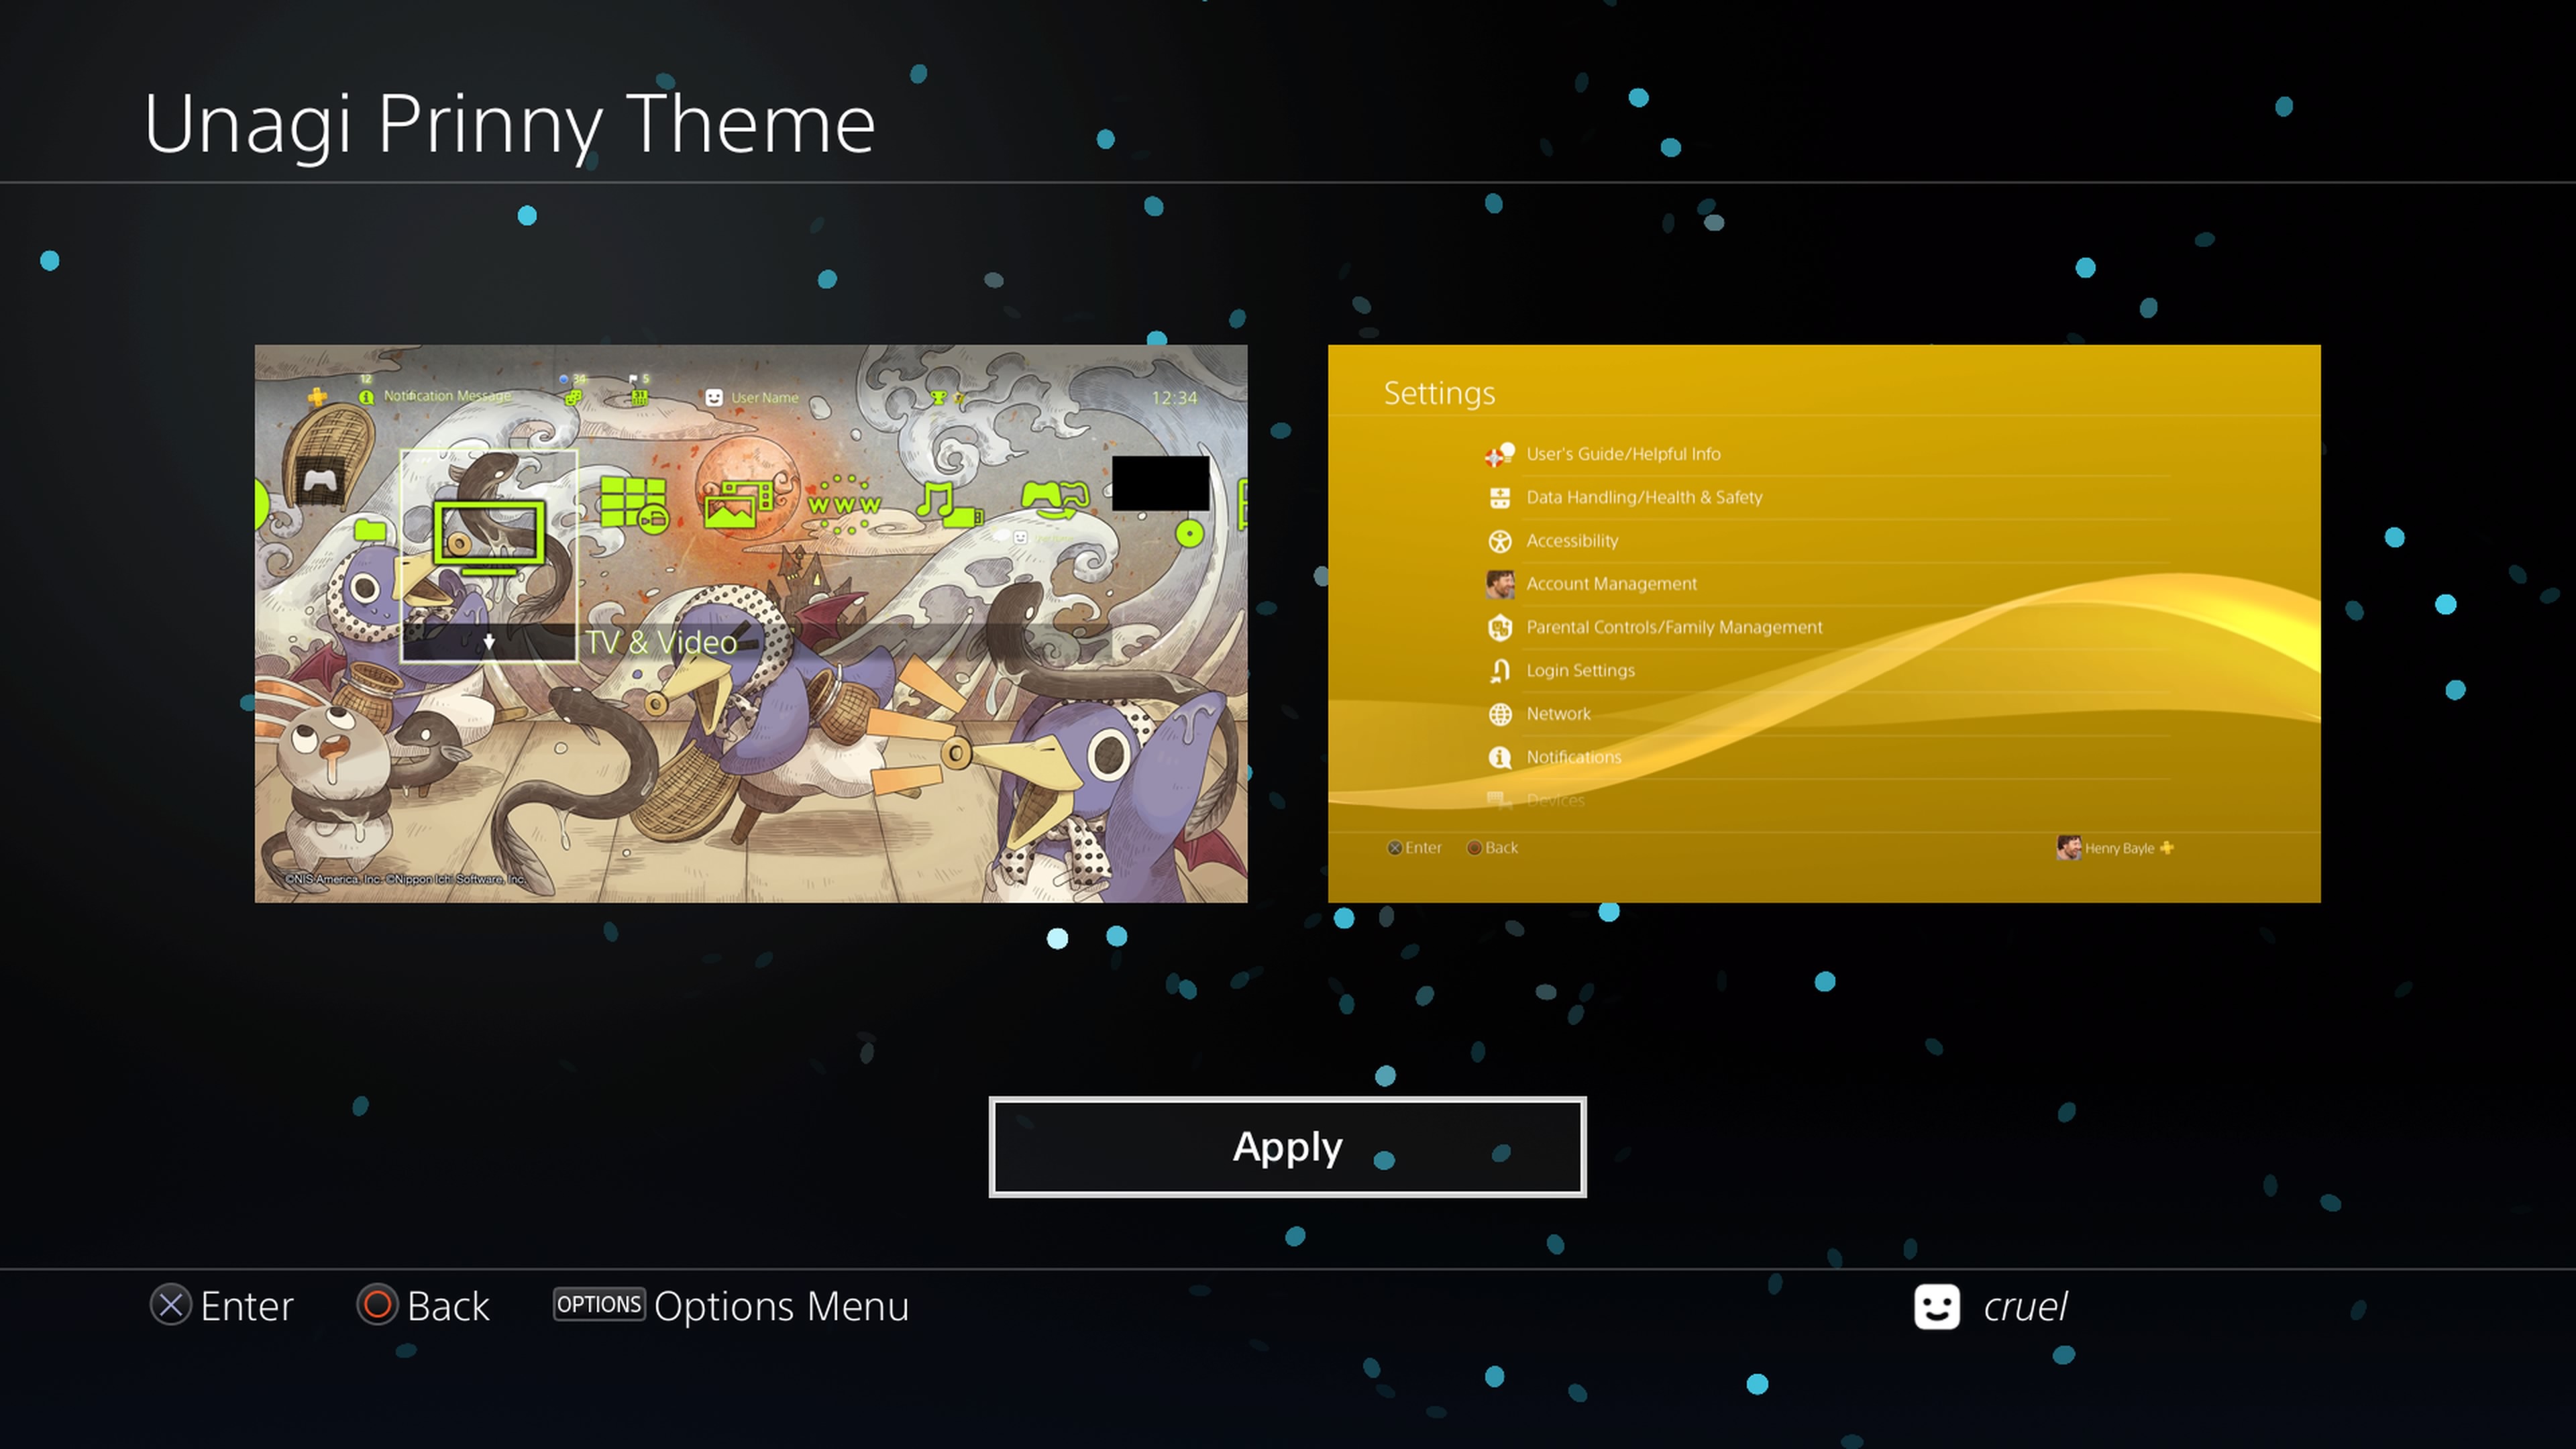 Unagi Prinny Theme
12
34
5
Notification Message
User Name
12:34
www
TV & Video
©NIS America, Inc. ©Nippon Ichi Software, Inc.
Settings
User's Guide/Helpful Info
Data Handling/Health & Safety
Accessibility
Account Management
Parental Controls/Family Management
Login Settings
Network
Notifications
Devices
Enter
Back
Henry Bayle
Apply
Enter
Back
OPTIONS Options Menu
cruel